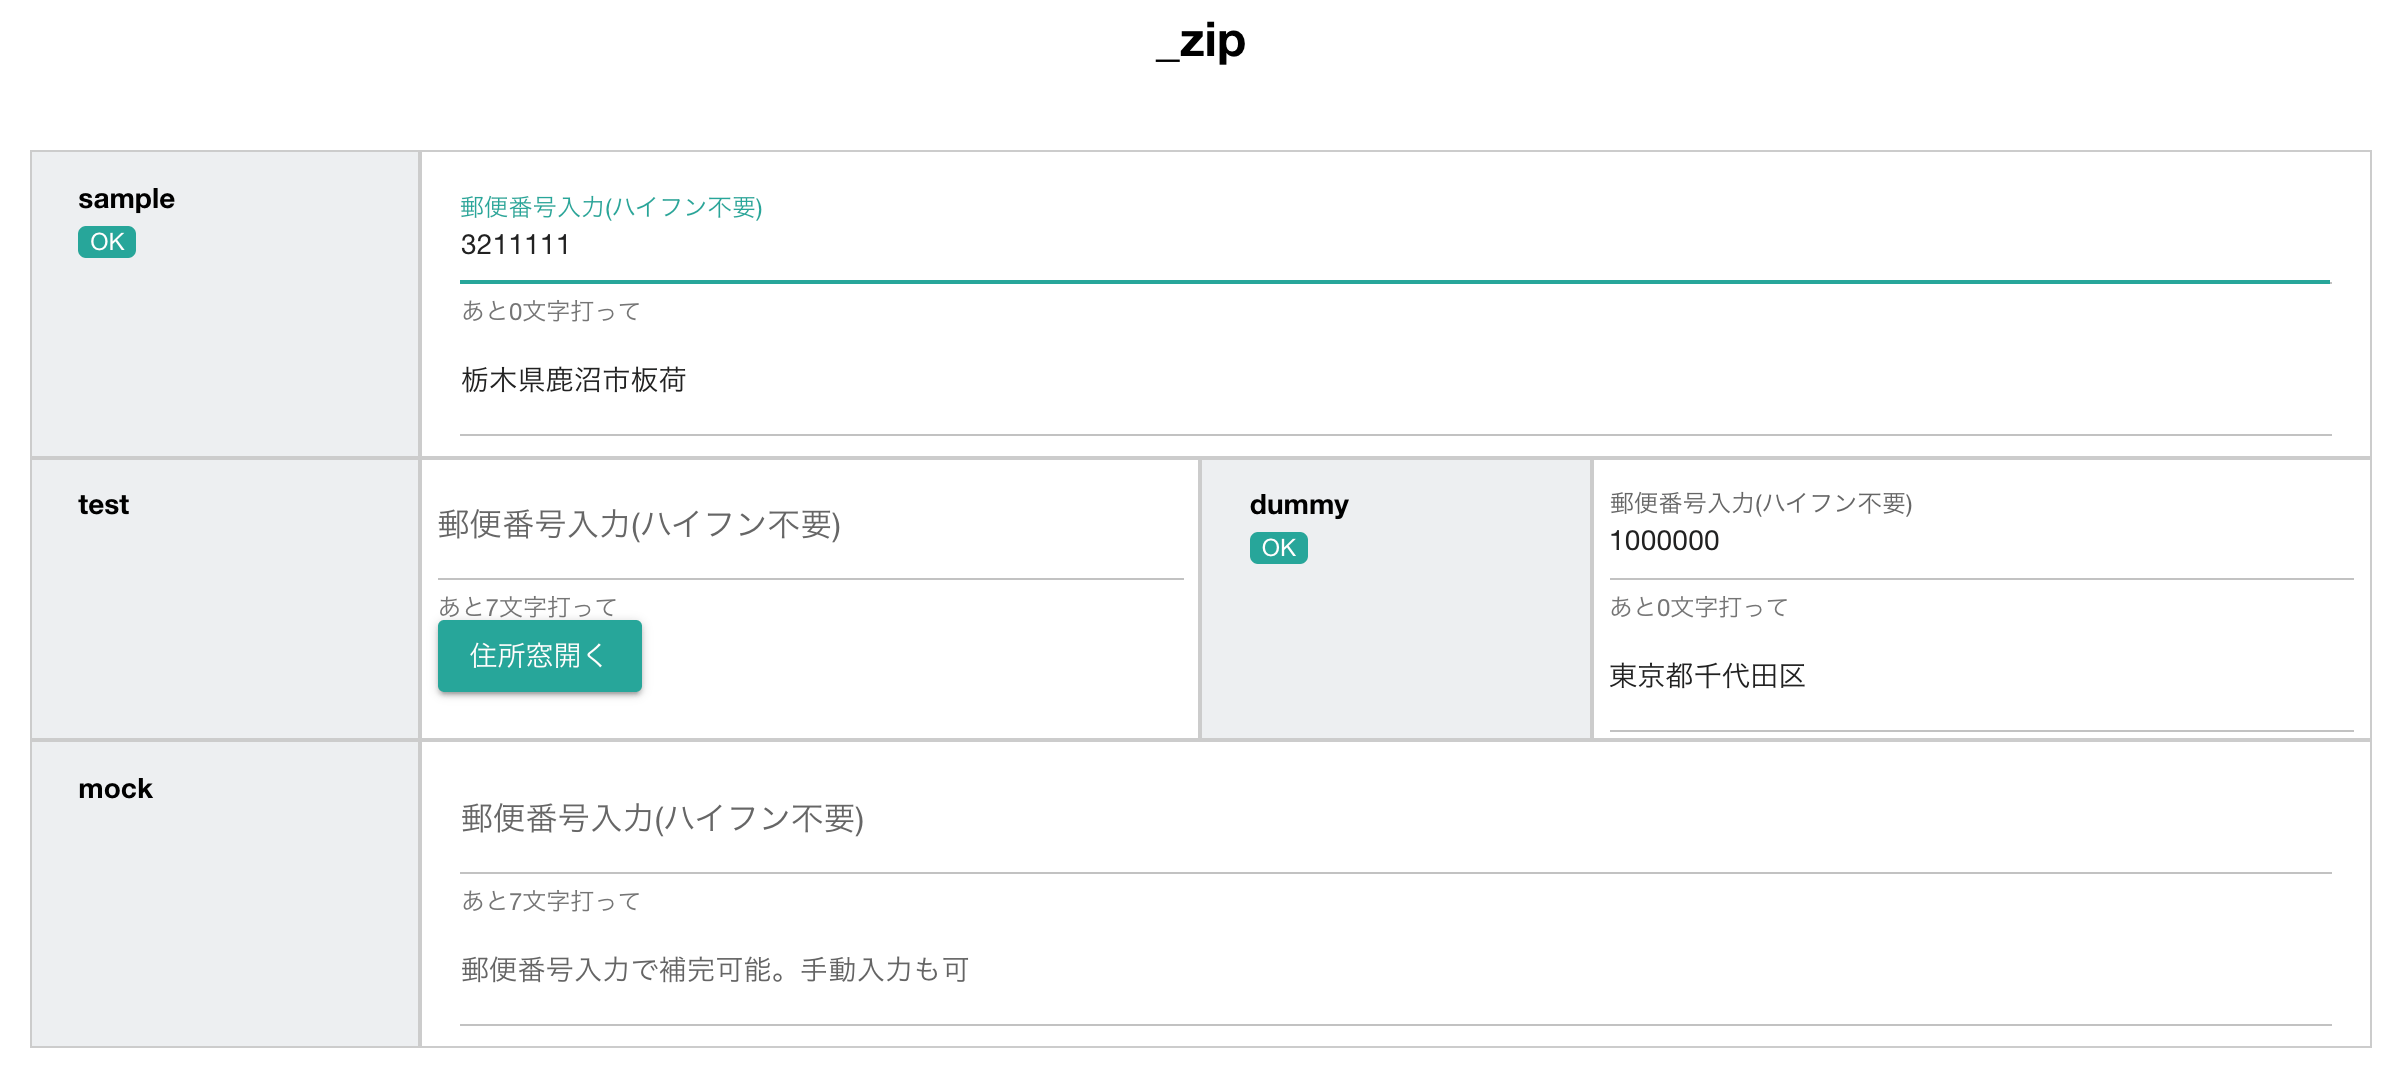 _zip
sample
OK
郵便番号入力(ハイフン不要)
3211111
あと0文字打って
栃木県鹿沼市板荷
test
郵便番号入力(ハイフン不要)
あと7文字打って
住所窓開く
dummy
OK
郵便番号入力(ハイフン不要)
1000000
あと0文字打って
東京都千代田区
mock
郵便番号入力(ハイフン不要)
あと7文字打って
郵便番号入力で補完可能。手動入力も可